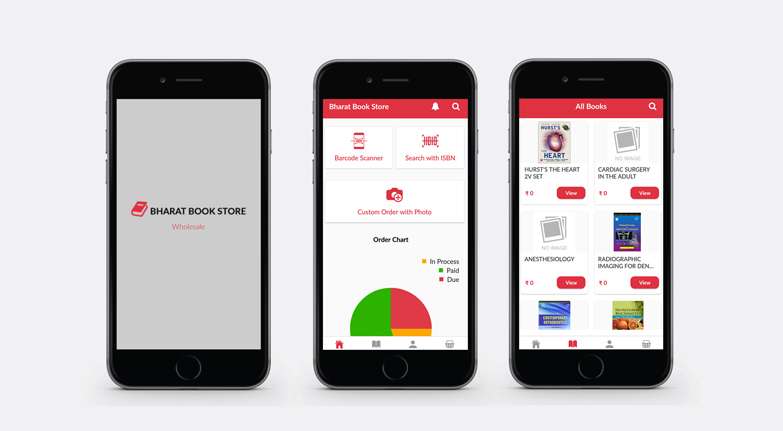 BHARAT BOOK STORE
Wholesale
Bharat Book Store
Barcode Scanner
Search with ISBN
Custom Order with Photo
Order Chart
In Process
Paid
Due
All Books
HURST'S
HEART
NO IMAGE
HURST'S THE HEART
2V SET
₹ 0
View
CARDIAC SURGERY
IN THE ADULT
₹ 0
View
NO IMAGE
ANESTHESIOLOGY
₹ 0
View
RADIOGRAPHIC
IMAGING FOR DEN...
₹ 0
View
CONTEMPORARY
ORTHODONTICS